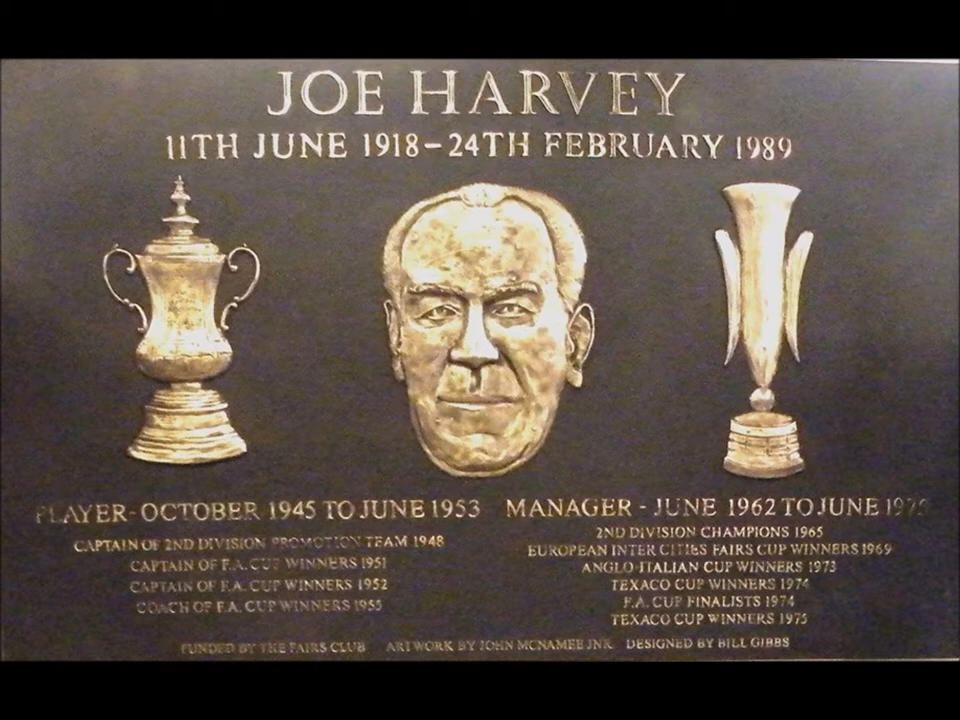 JOE HARVEY
11TH JUNE 1918-24TH FEBRUARY 1989
PLAYER-OCTOBER 1945 TO JUNE 1953
CAPTAIN OF 2ND DIVISION PROMOTION TEAM 1948
CAPTAIN OF F.A. CUP WINNERS 1951
CAPTAIN OF F.A. CUP WINNERS 1952
COACH OF F.A. CUP WINNERS 1955
MANAGER - JUNE 1962 TO JUNE
2ND DIVISION CHAMPIONS 1965
EUROPEAN INTER CITIES FAIRS CUP WINNERS 1969
ANGLO-ITALIAN CUP WINNERS 1973
TEXACO CUP WINNERS 1974
F.A. CUP FINALISTS 1974
TEXACO CUP WINNERS 1975
FUNDED BY THE FAIRS CLUB ARTWORK BY JOHN MCNAMEE JNR. DESIGNED BY BILL GIBBS